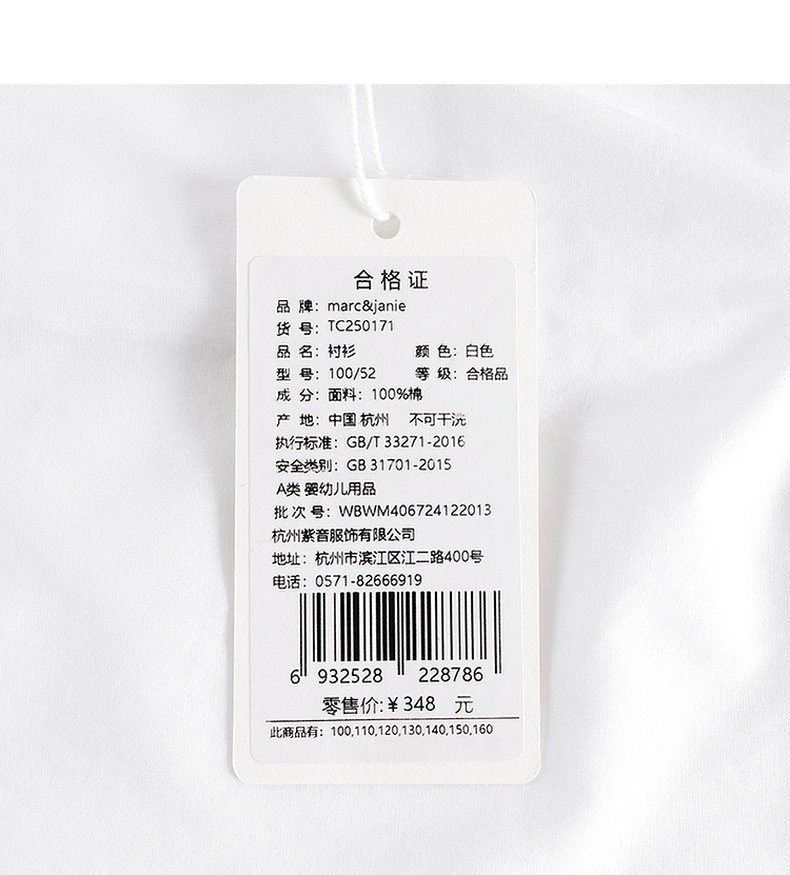 合格证
品 牌：marc&janie
货 号：TC250171
品 名：衬衫 颜 色：白色
型 号：100/52 等 级：合格品
成 分：面料：100%棉
产 地：中国 杭州 不可干洗
执行标准：GB/T 33271-2016
安全类别：GB 31701-2015
A类 婴幼儿用品
批 次 号：WBWM406724122013
杭州紫音服饰有限公司
地址：杭州市滨江区江二路400号
电话：0571-82666919
6 932528 228786
零售价:¥348 元
此商品有：100,110,120,130,140,150,160